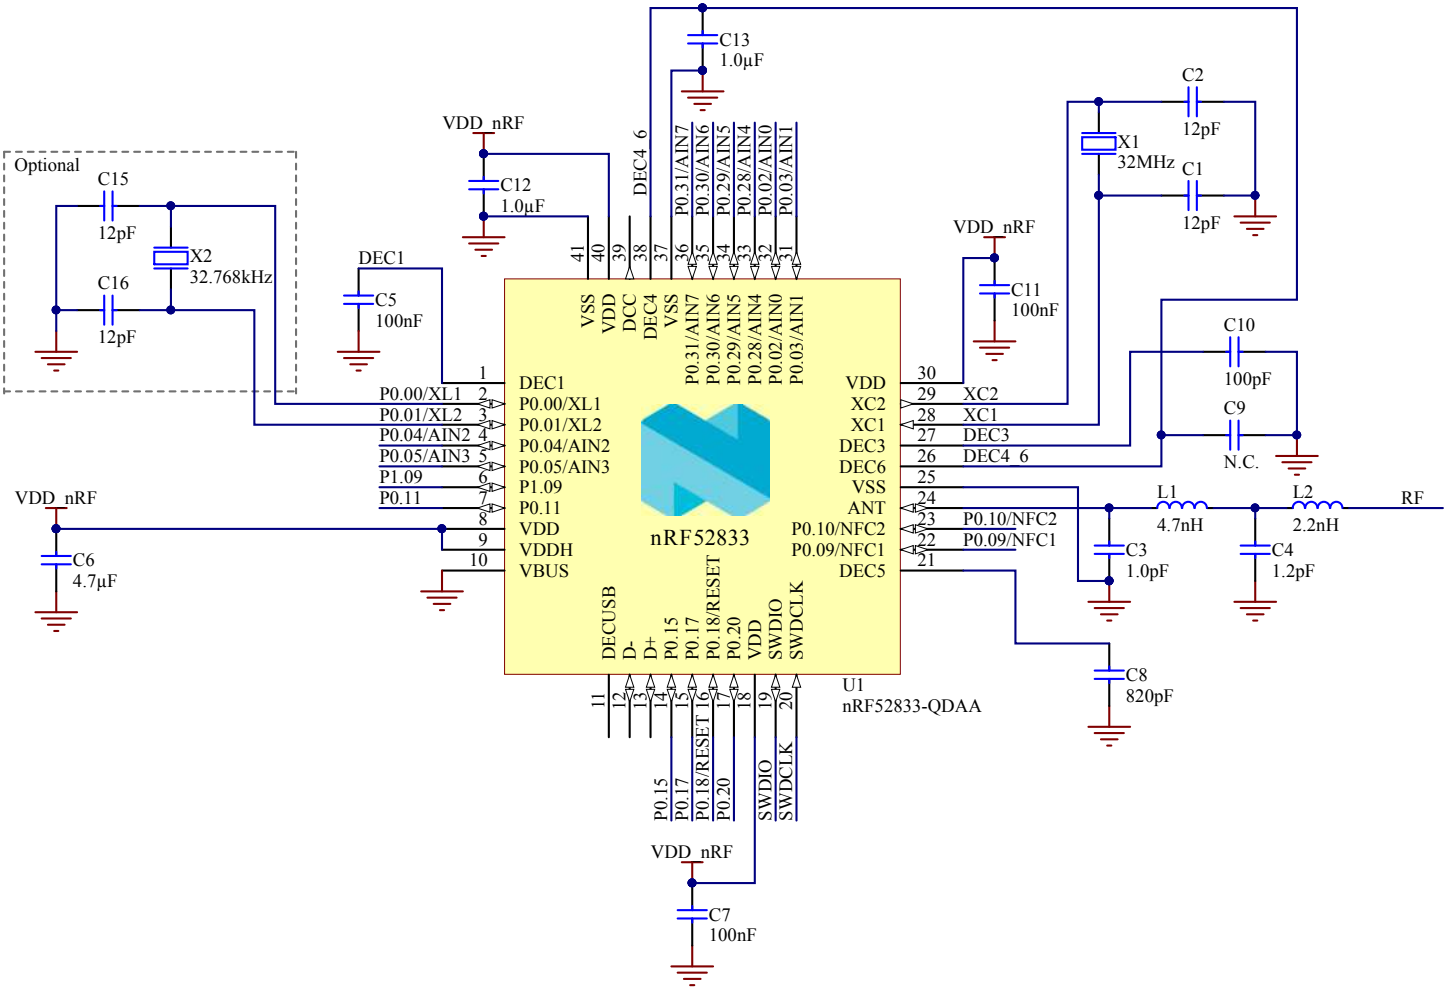 C13
1.0µF
C2
12pF
X1
32MHz
C1
12pF
VDD_nRF
C12
1.0µF
DEC4_6
P0.31/AIN7
P0.30/AIN6
P0.29/AIN5
P0.28/AIN4
P0.02/AIN0
P0.03/AIN1
Optional
C15
12pF
X2
32.768kHz
C16
12pF
DEC1
C5
100nF
VDD_nRF
C11
100nF
C10
100pF
C9
N.C.
41
40
39
38
37
36
35
34
33
32
31
VSS
VDD
DCC
DEC4
VSS
P0.31/AIN7
P0.30/AIN6
P0.29/AIN5
P0.28/AIN4
P0.02/AIN0
P0.03/AIN1
1 DEC1
P0.00/XL1 2 P0.00/XL1
P0.01/XL2 3 P0.01/XL2
P0.04/AIN2 4 P0.04/AIN2
P0.05/AIN3 5 P0.05/AIN3
P1.09 6 P1.09
P0.11 7 P0.11
8 VDD
9 VDDH
10 VBUS
VDD 30
XC2 29 XC2
XC1 28 XC1
DEC3 27 DEC3
DEC6 26 DEC4_6
VSS 25
ANT 24
P0.10/NFC2 23 P0.10/NFC2
P0.09/NFC1 22 P0.09/NFC1
DEC5 21
nRF52833
VDD_nRF
C6
4.7µF
L1
4.7nH
L2
2.2nH
RF
C3
1.0pF
C4
1.2pF
C8
820pF
DECUSB
D-
D+
P0.15
P0.17
P0.18/RESET
P0.20
VDD
SWDIO
SWDCLK
11
12
13
14
15
16
17
18
19
20
U1
nRF52833-QDAA
P0.15
P0.17
P0.18/RESET
P0.20
SWDIO
SWDCLK
VDD_nRF
C7
100nF